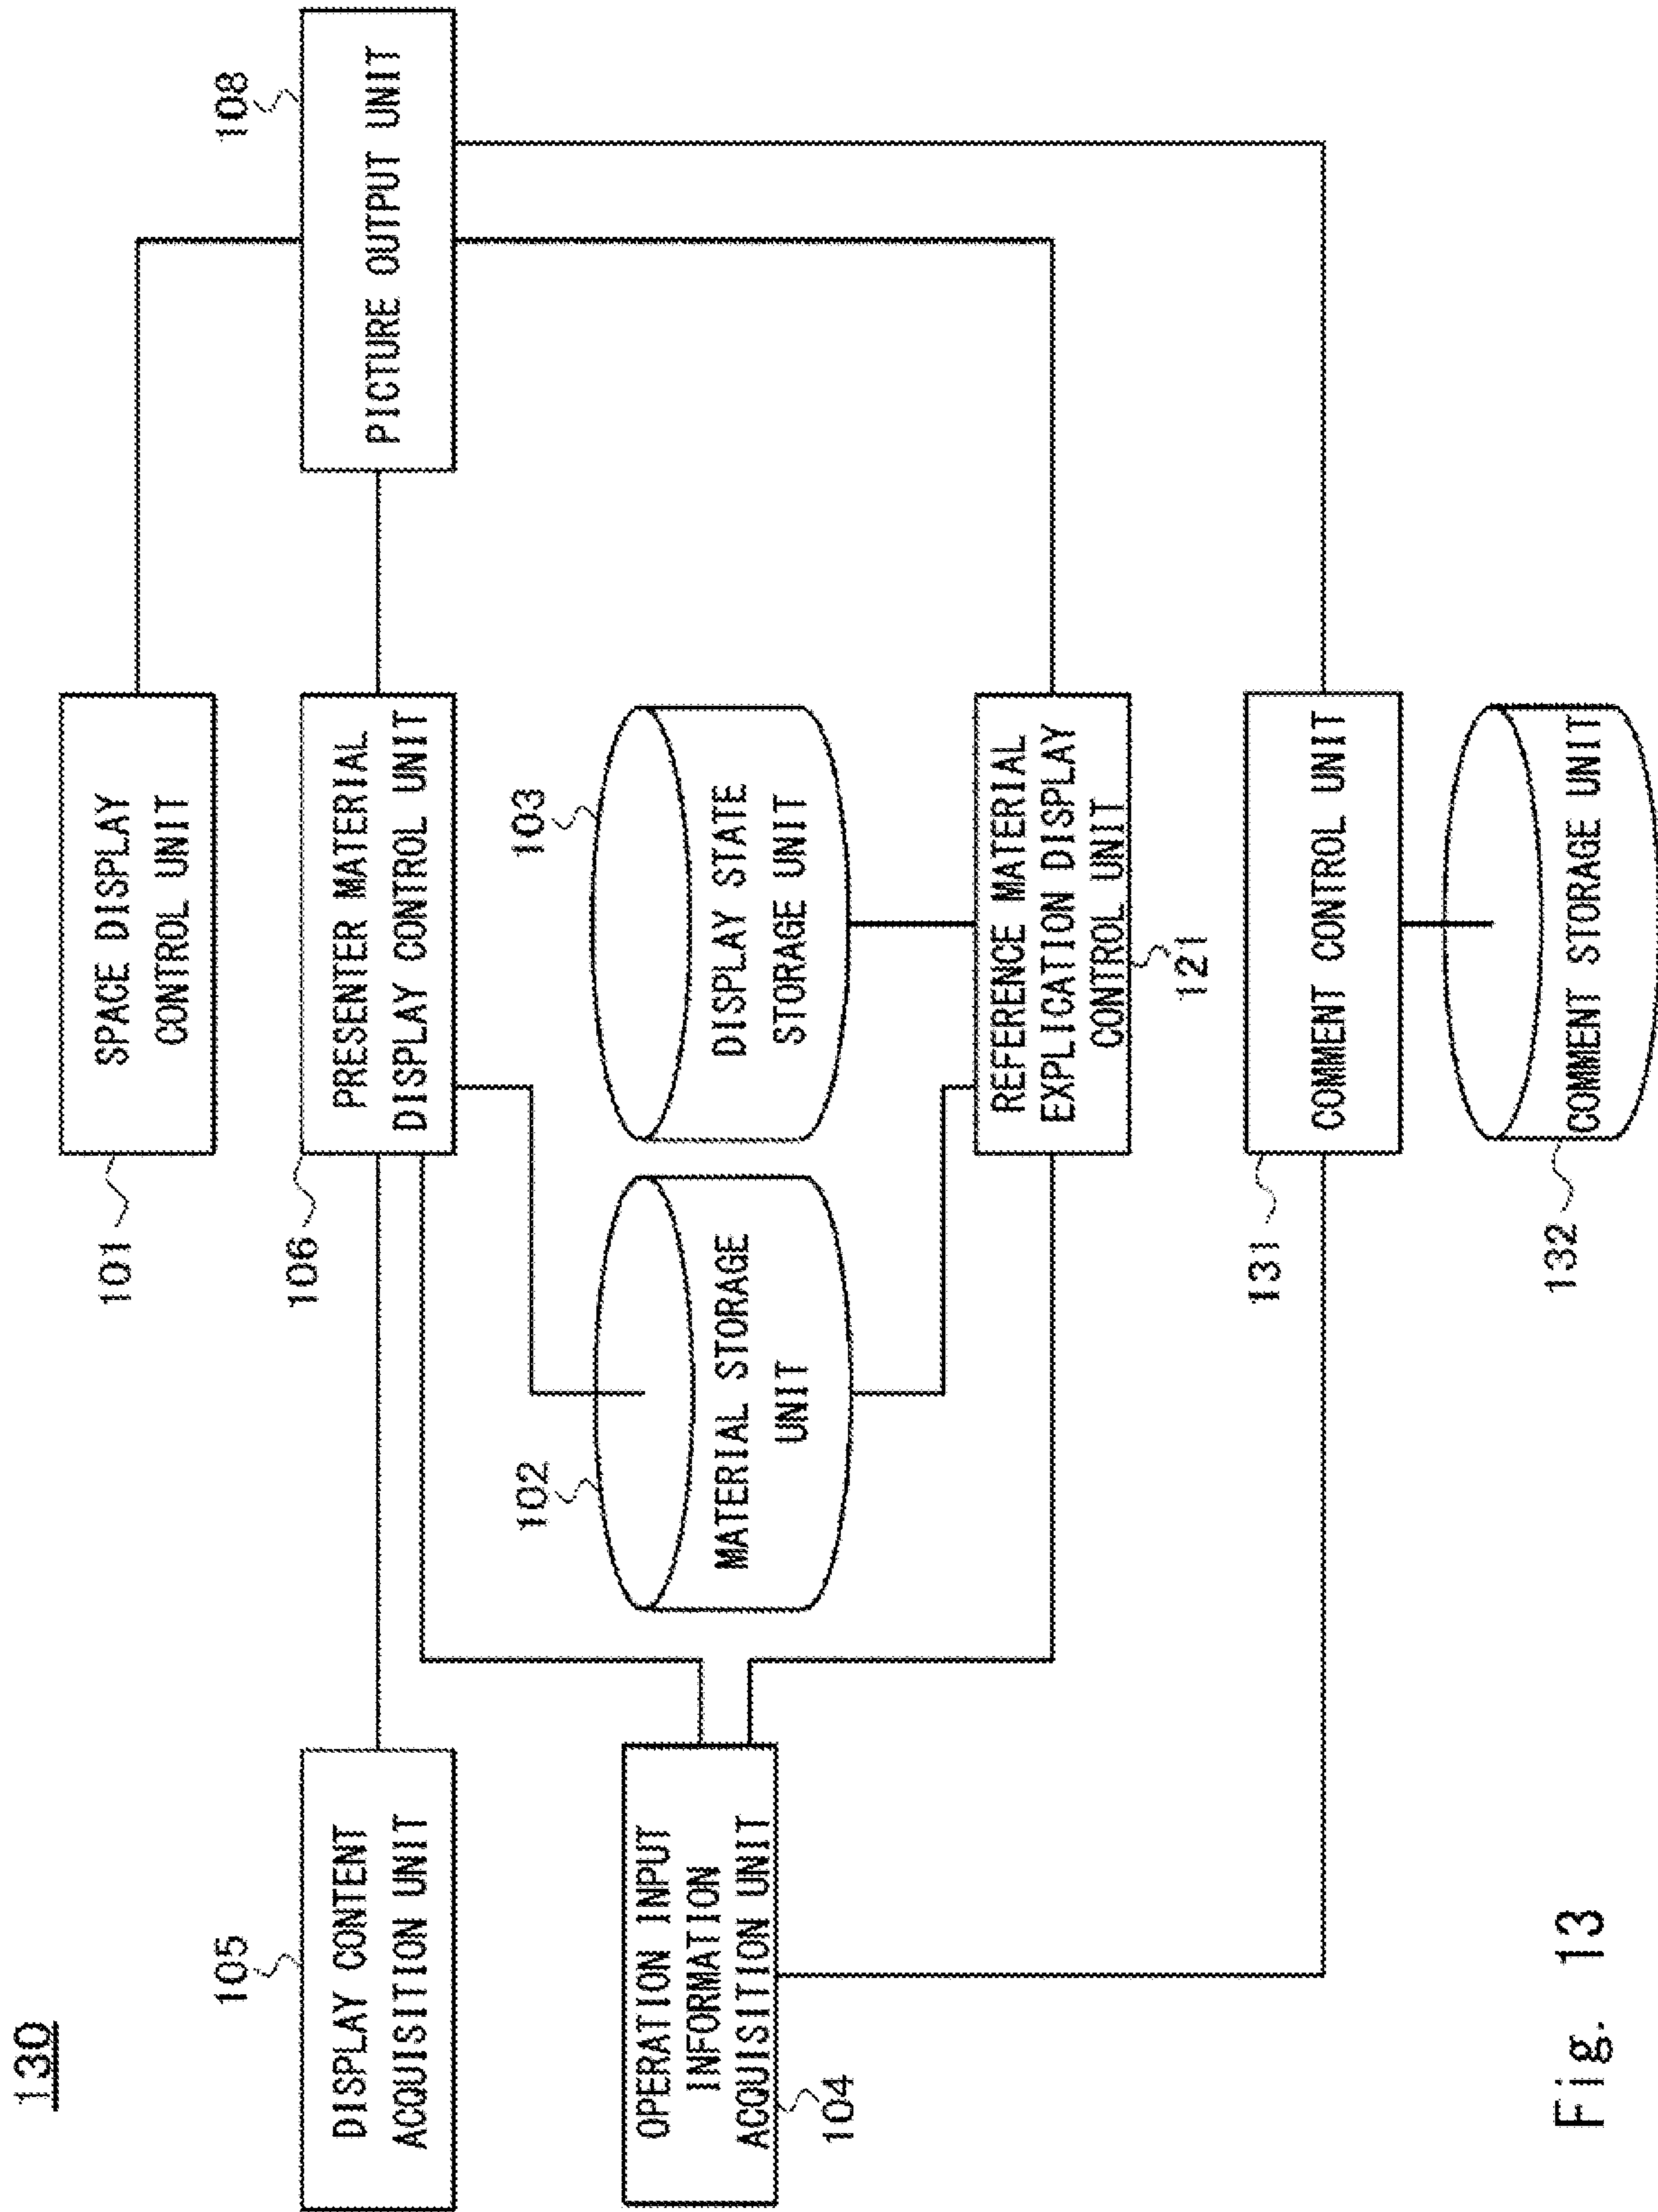 130
101
SPACE DISPLAY
CONTROL UNIT
105
DISPLAY CONTENT
ACQUISITION UNIT
106
PRESENTER MATERIAL
DISPLAY CONTROL UNIT
108
PICTURE OUTPUT UNIT
104
OPERATION INPUT
INFORMATION
ACQUISITION UNIT
102
MATERIAL STORAGE
UNIT
103
DISPLAY STATE
STORAGE UNIT
REFERENCE MATERIAL
EXPLICATION DISPLAY
CONTROL UNIT
121
131
COMMENT CONTROL UNIT
132
COMMENT STORAGE UNIT
Fig. 13